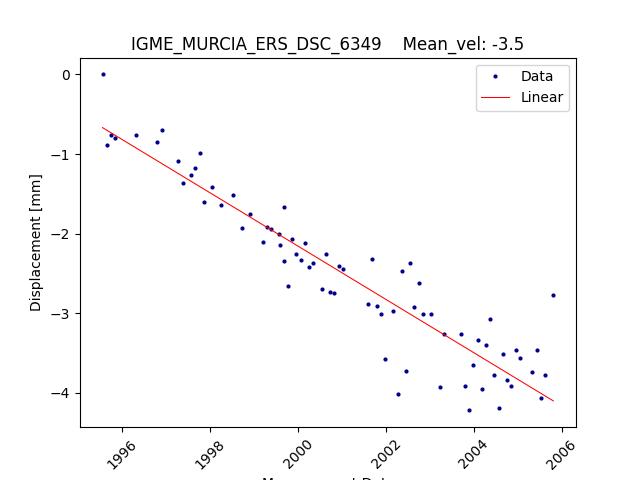 IGME_MURCIA_ERS_DSC_6349    Mean_vel: -3.5
Data
Linear
0
−1
−2
−3
−4
Displacement [mm]
1996
1998
2000
2002
2004
2006